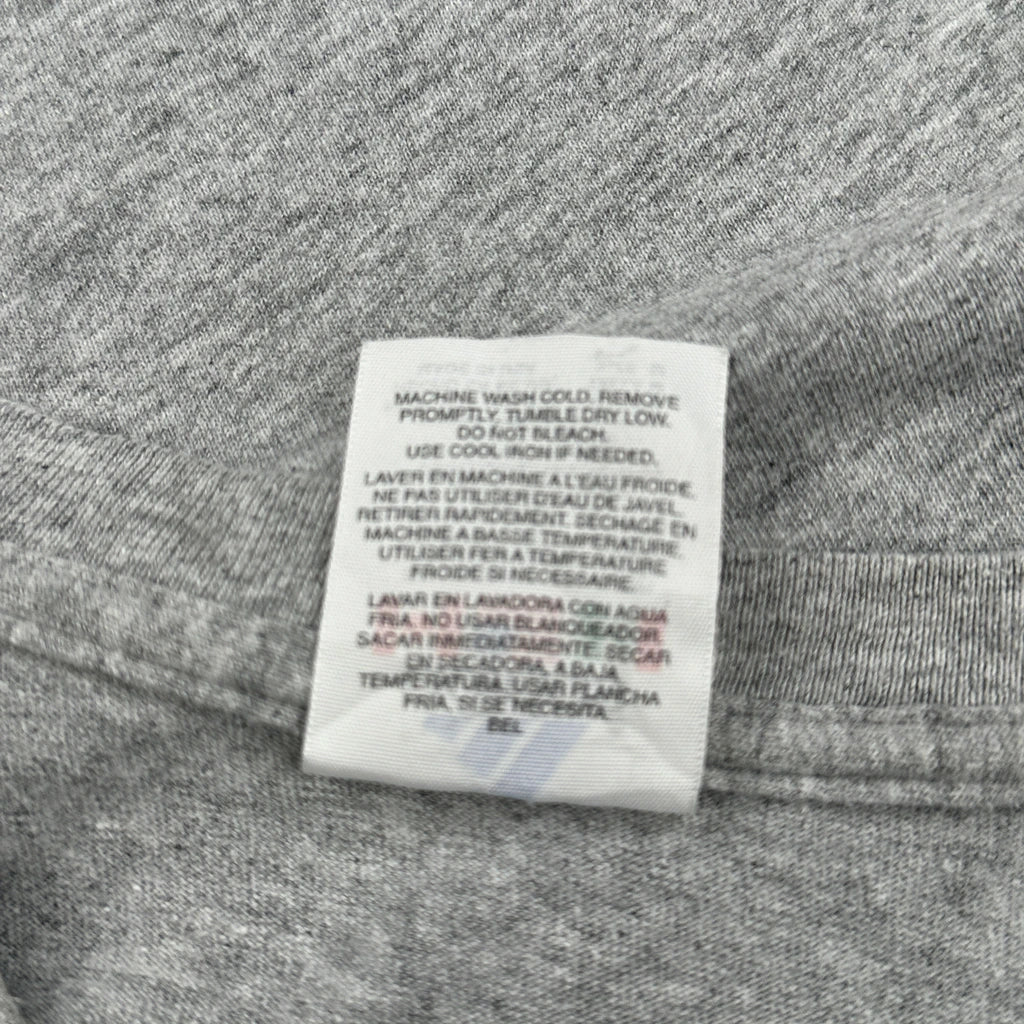 MACHINE WASH COLD. REMOVE
PROMPTLY. TUMBLE DRY LOW.
DO NOT BLEACH.
USE COOL IRON IF NEEDED.
LAVER EN MACHINE A L'EAU FROIDE.
NE PAS UTILISER D'EAU DE JAVEL.
RETIRER RAPIDEMENT. SECHAGE EN
MACHINE A BASSE TEMPERATURE.
UTILISER FER A TEMPERATURE
FROIDE SI NECESSAIRE.
LAVAR EN LAVADORA CON AGUA
FRIA. NO USAR BLANQUEADOR.
SACAR INMEDIATAMENTE. SECAR
EN SECADORA, A BAJA
TEMPERATURA. USAR PLANCHA
FRIA, SI SE NECESITA.
BEL